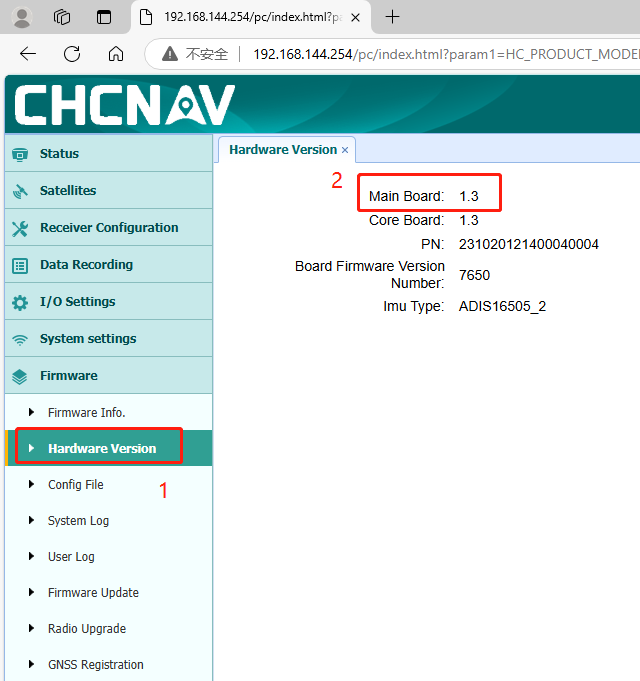 192.168.144.254/pc/index.html?pa
不安全
192.168.144.254/pc/index.html?param1=HC_PRODUCT_MODE
CHCNAV
Status
Satellites
Receiver Configuration
Data Recording
I/O Settings
System settings
Firmware
Firmware Info.
Hardware Version
1
Config File
System Log
User Log
Firmware Update
Radio Upgrade
GNSS Registration
Hardware Version ×
2
Main Board: 1.3
Core Board: 1.3
PN: 231020121400040004
Board Firmware Version
Number: 7650
Imu Type: ADIS16505_2